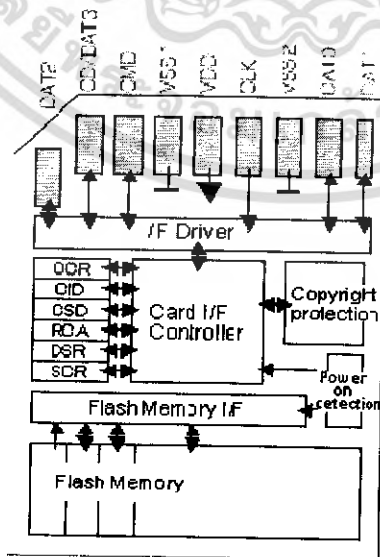 DAT2
CD/DAT3
CMD
VSS1
VDD
CLK
VSS2
DAT0
DAT1
I/F Driver
OCR
CID
CSD
RCA
DSR
SCR
Card I/F
Controller
Copyright
protection
Power
on
detection
Flash Memory I/F
Flash Memory